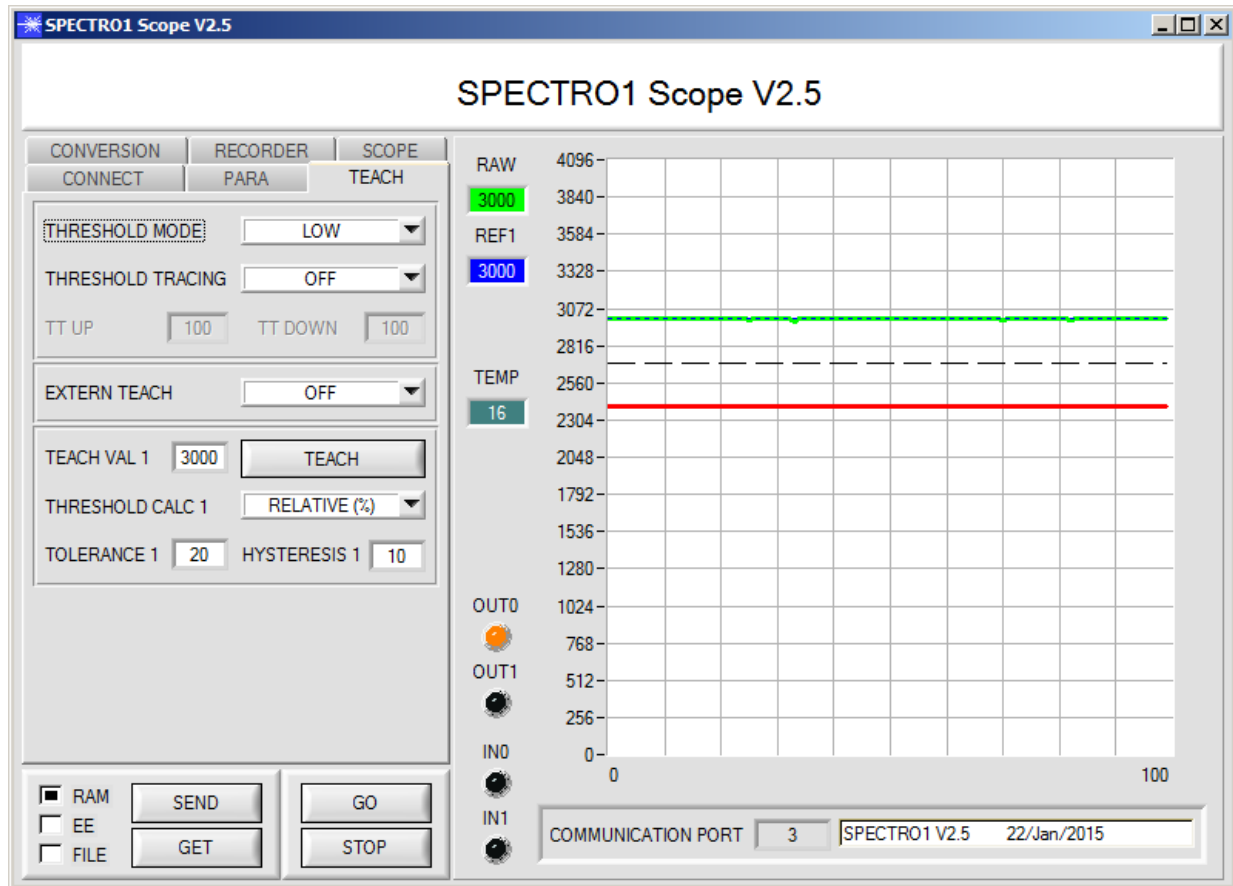 SPECTRO1 Scope V2.5
SPECTRO1 Scope V2.5
CONVERSION RECORDER SCOPE
CONNECT PARA TEACH
THRESHOLD MODE LOW
THRESHOLD TRACING OFF
TT UP 100 TT DOWN 100
EXTERN TEACH OFF
TEACH VAL 1 3000 TEACH
THRESHOLD CALC 1 RELATIVE (%)
TOLERANCE 1 20 HYSTERESIS 1 10
RAM
EE
FILE
SEND
GET
GO
STOP
RAW
3000
REF1
3000
TEMP
16
OUT0
OUT1
IN0
IN1
4096
3840
3584
3328
3072
2816
2560
2304
2048
1792
1536
1280
1024
768
512
256
0
0 100
COMMUNICATION PORT 3 SPECTRO1 V2.5 22/Jan/2015